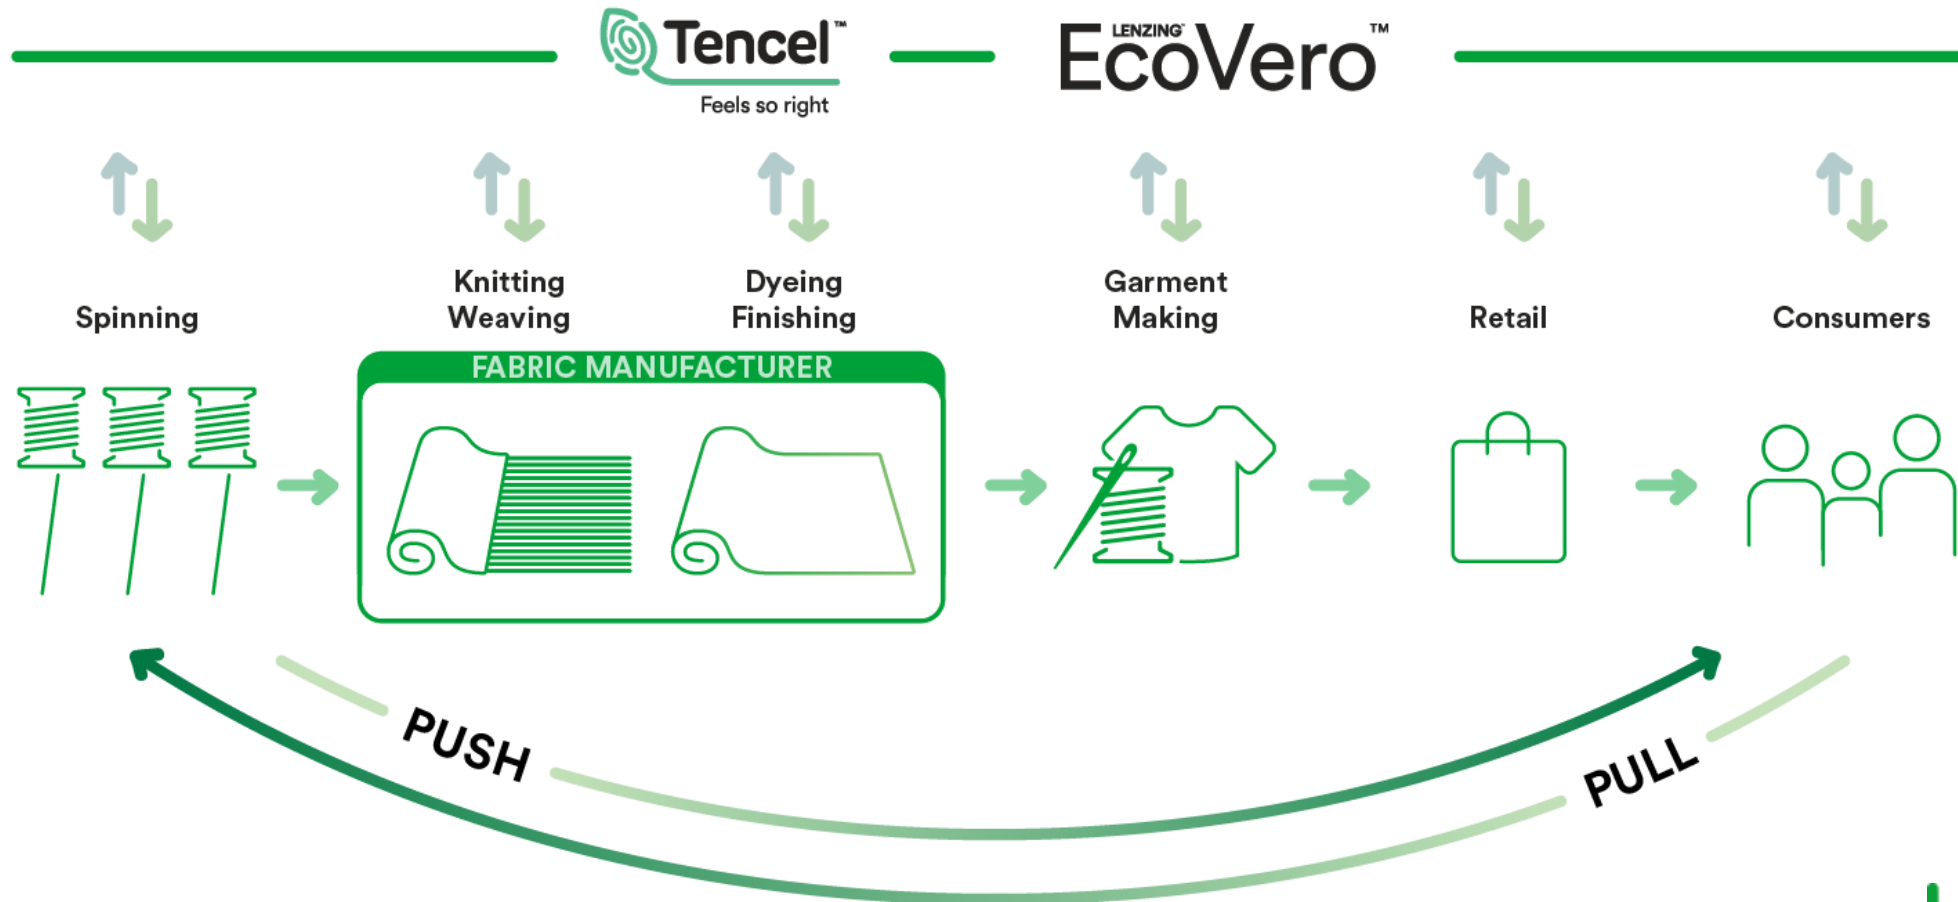 Tencel™
Feels so right
LENZING™
EcoVero™
Spinning
Knitting
Weaving
Dyeing
Finishing
Garment
Making
Retail
Consumers
FABRIC MANUFACTURER
PUSH
PULL